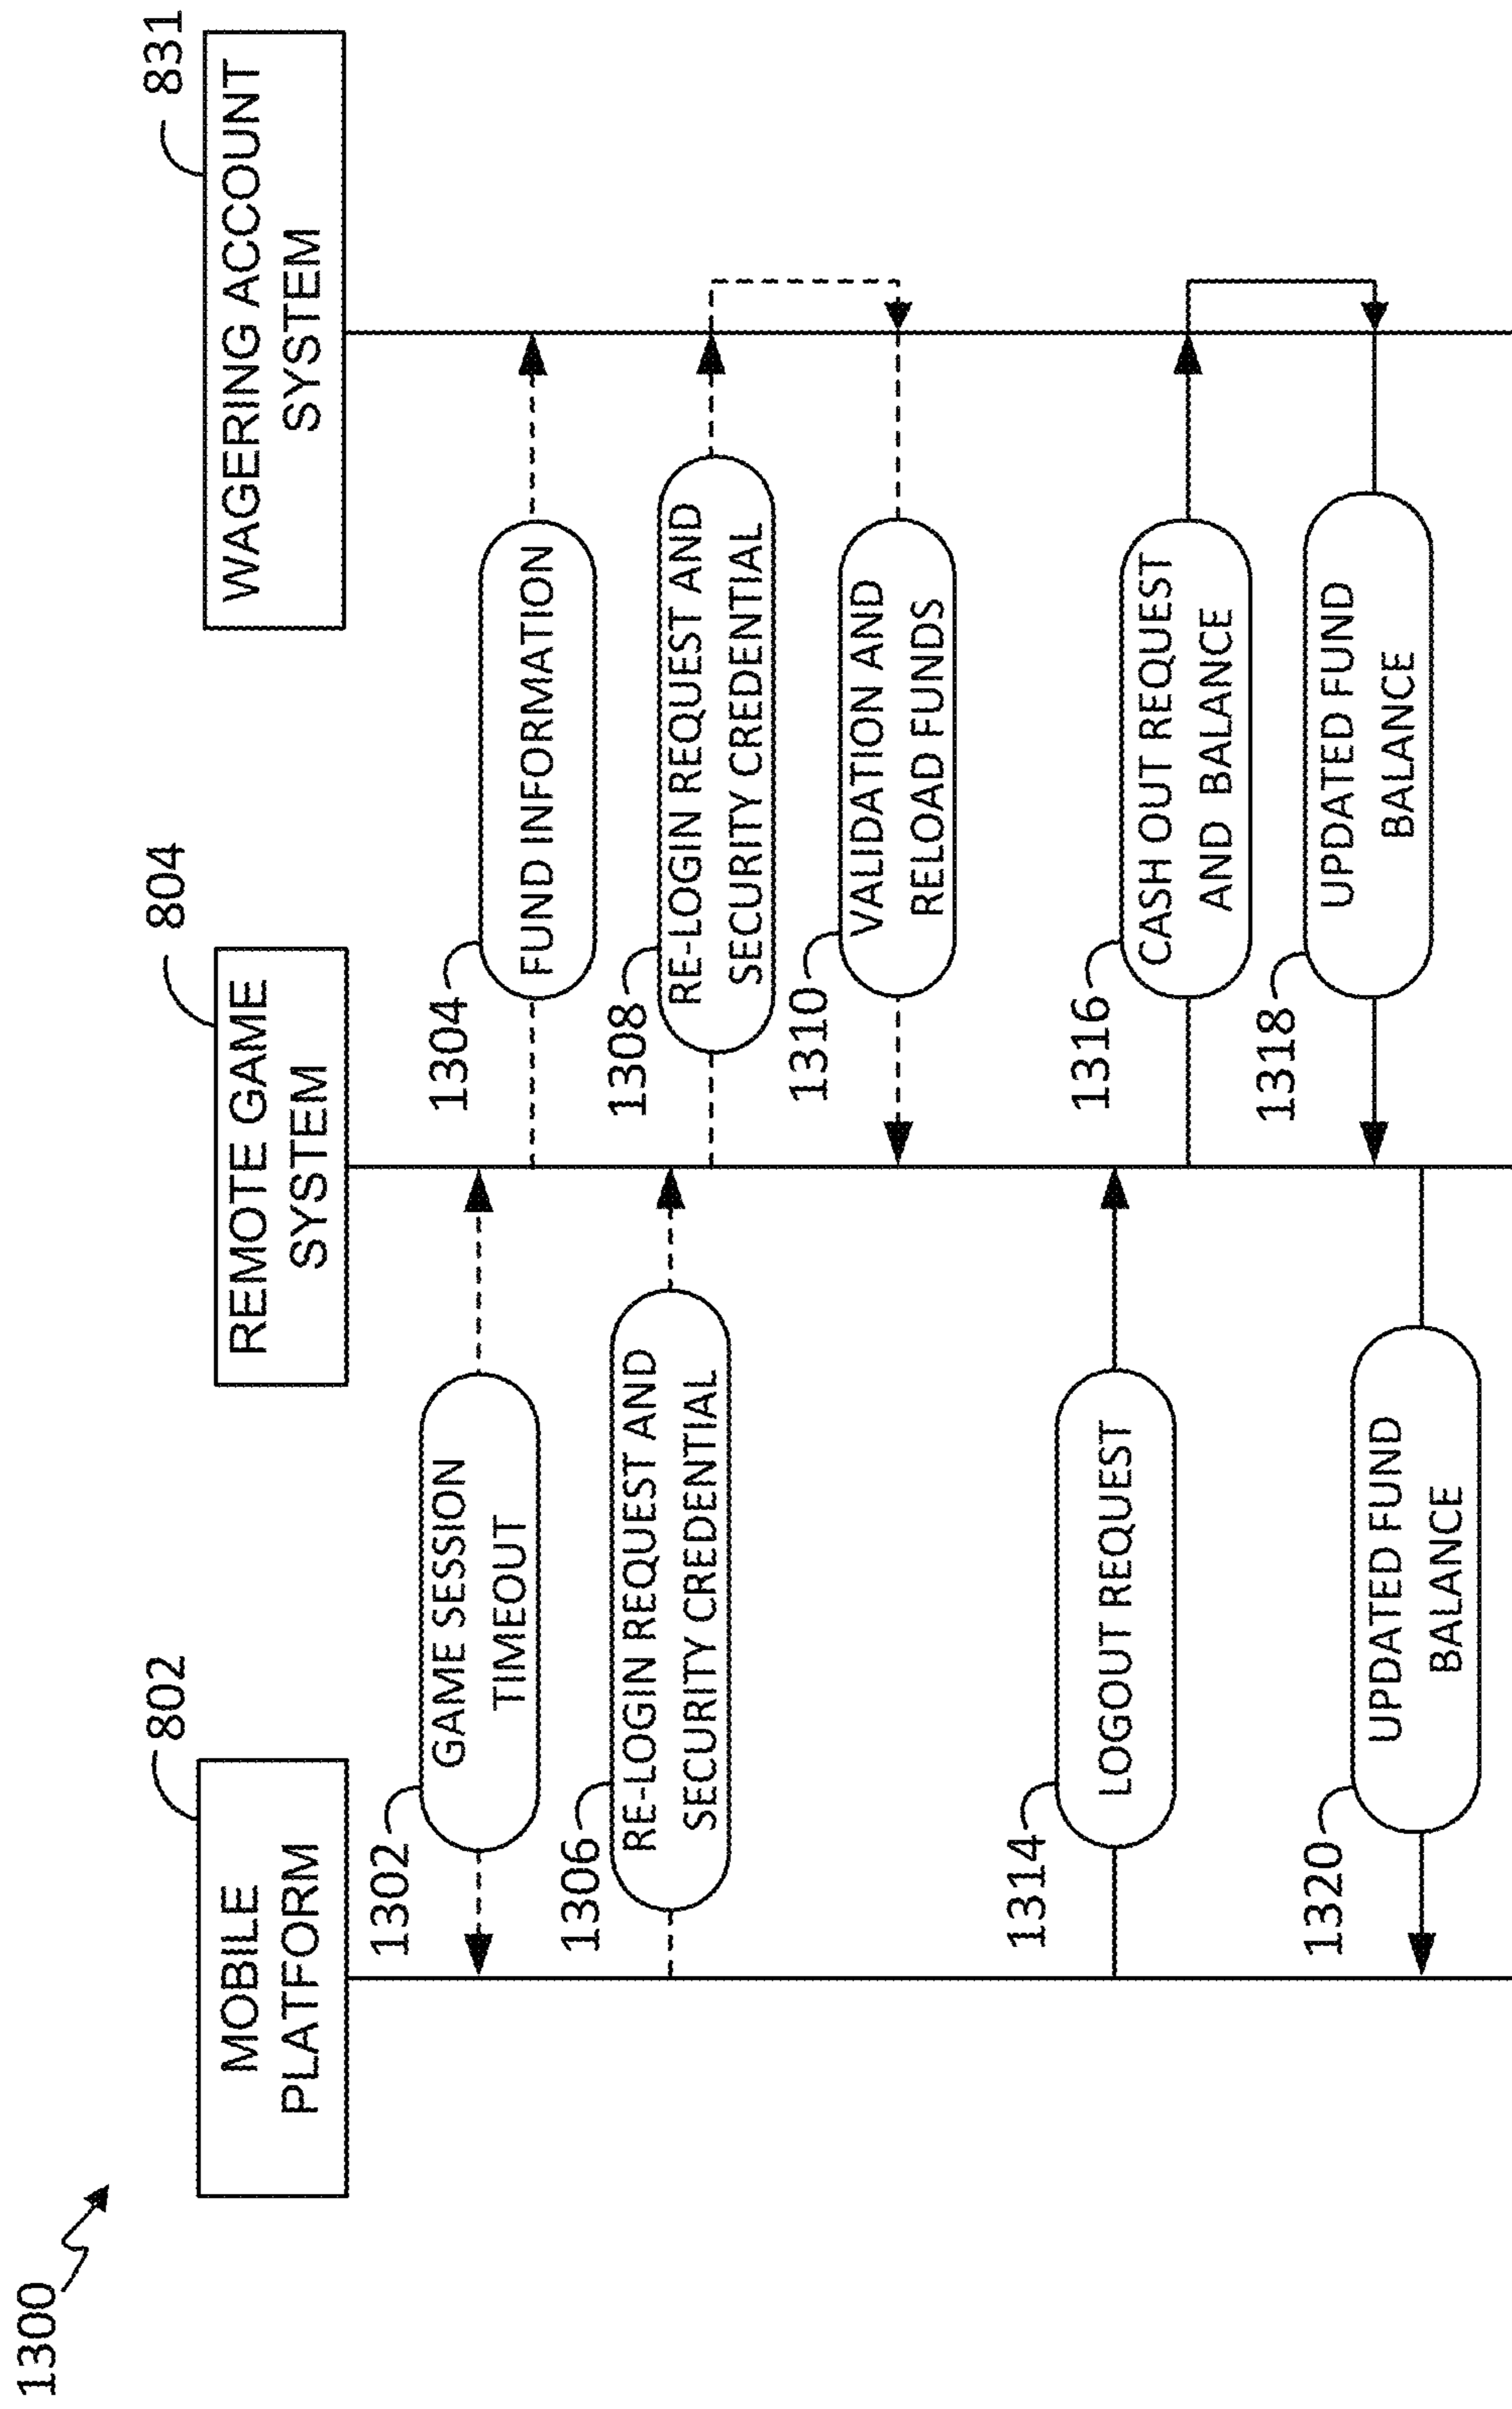 1300
802
MOBILE
PLATFORM
804
REMOTE GAME
SYSTEM
831
WAGERING ACCOUNT
SYSTEM
1302
GAME SESSION
TIMEOUT
1304
FUND INFORMATION
1306
RE-LOGIN REQUEST AND
SECURITY CREDENTIAL
1308
RE-LOGIN REQUEST AND
SECURITY CREDENTIAL
1310
VALIDATION AND
RELOAD FUNDS
1314
LOGOUT REQUEST
1316
CASH OUT REQUEST
AND BALANCE
1318
UPDATED FUND
BALANCE
1320
UPDATED FUND
BALANCE